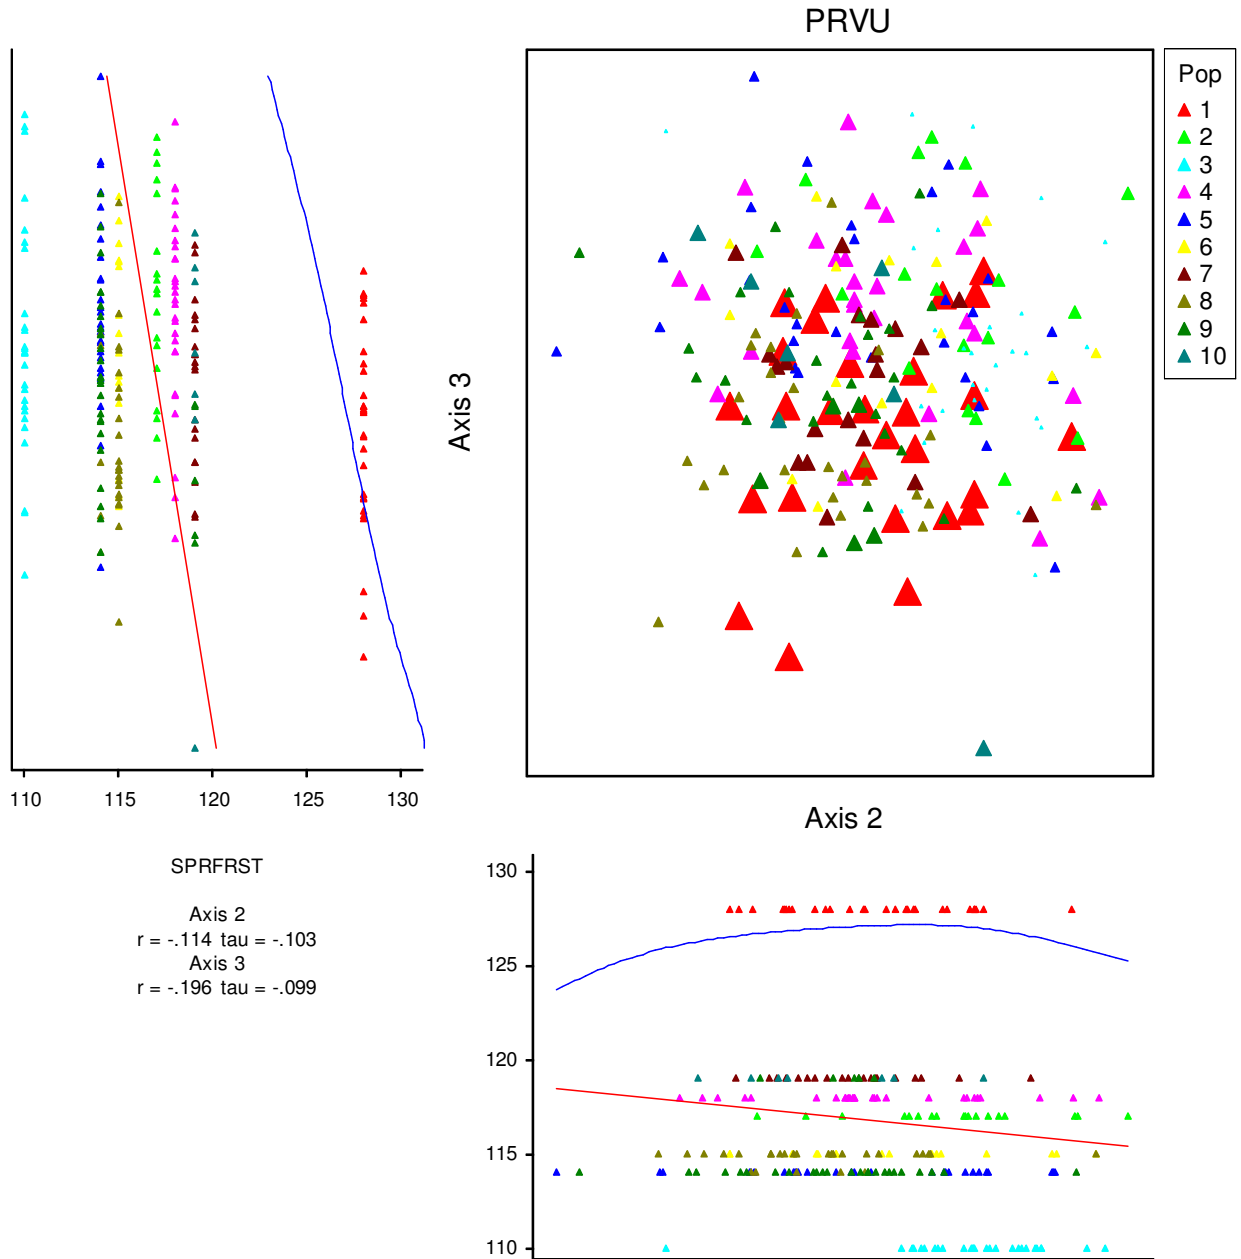 PRVU
Pop
1
2
3
4
5
6
7
8
9
10
Axis 3
110 115 120 125 130
Axis 2
SPRFRST
Axis 2
r = -.114 tau = -.103
Axis 3
r = -.196 tau = -.099
130
125
120
115
110